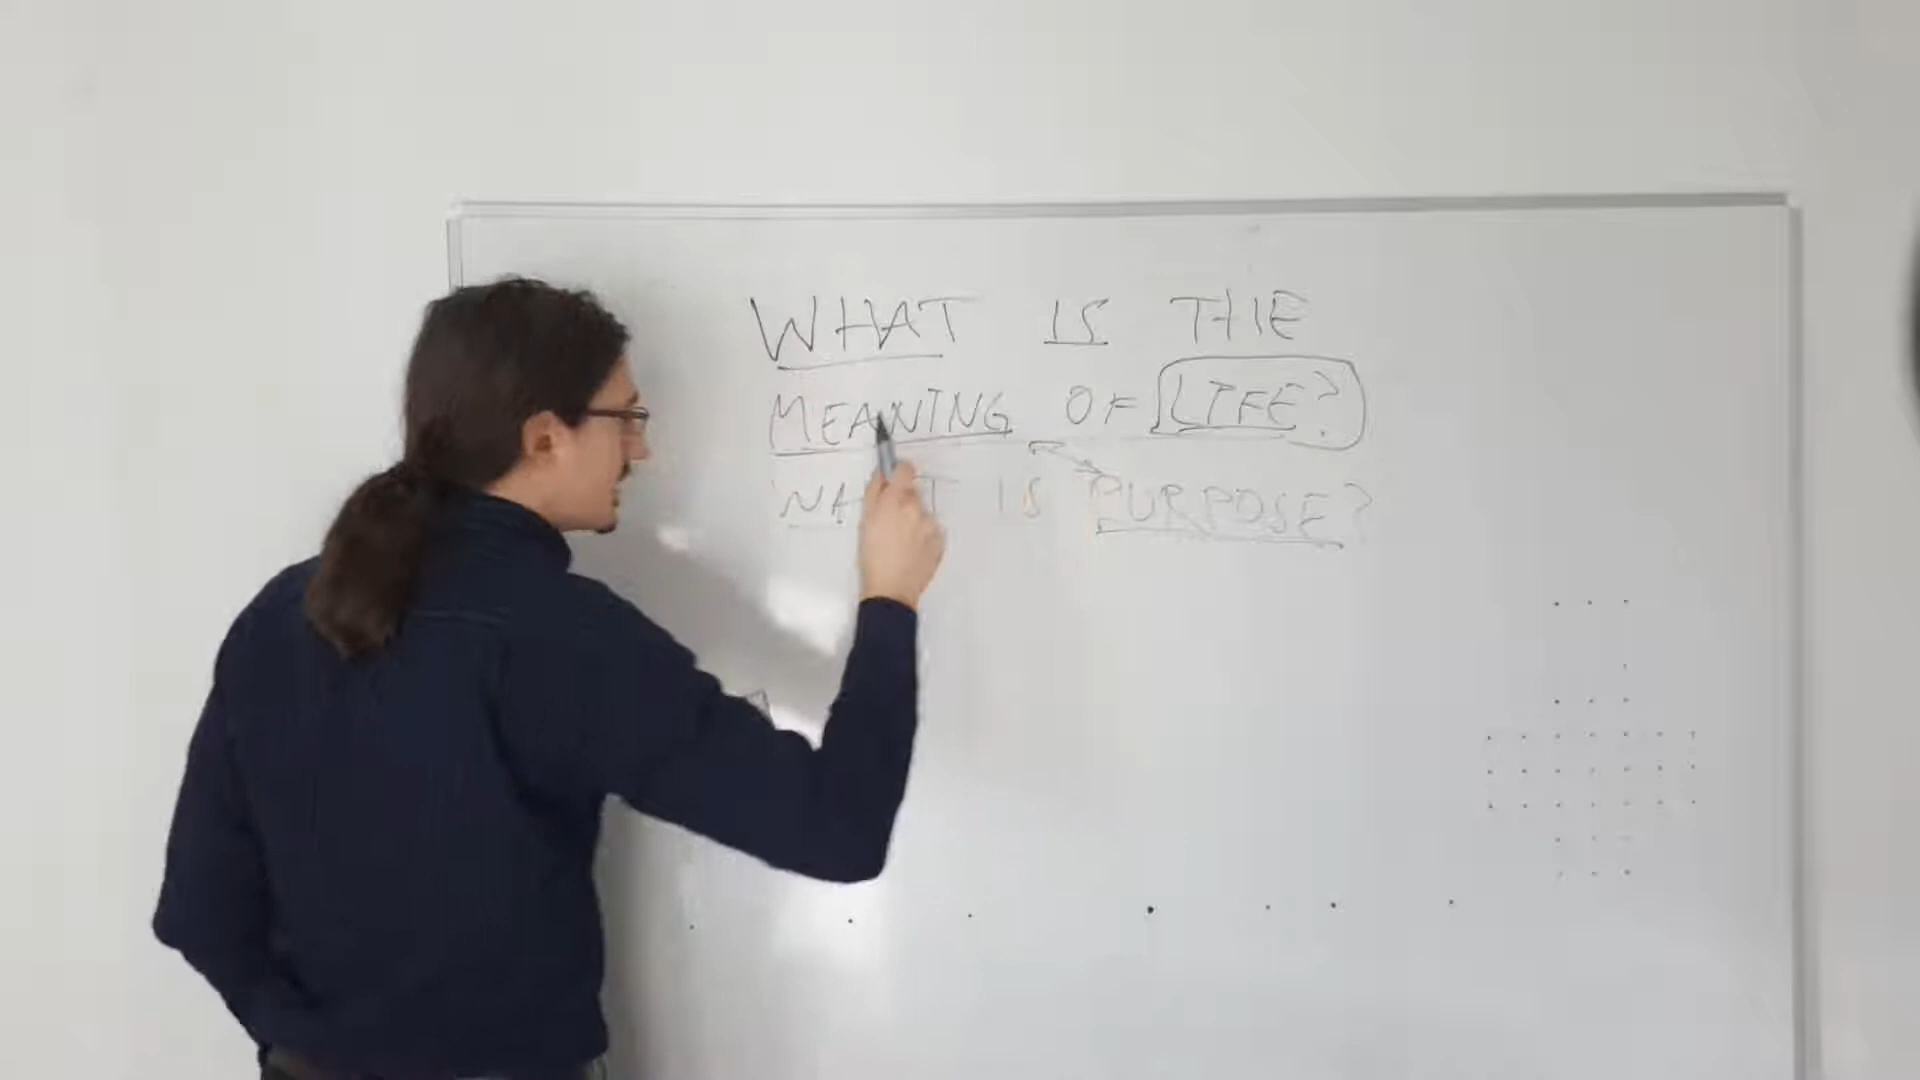 WHAT IS THE
MEANING OF LIFE?
IS PURPOSE?